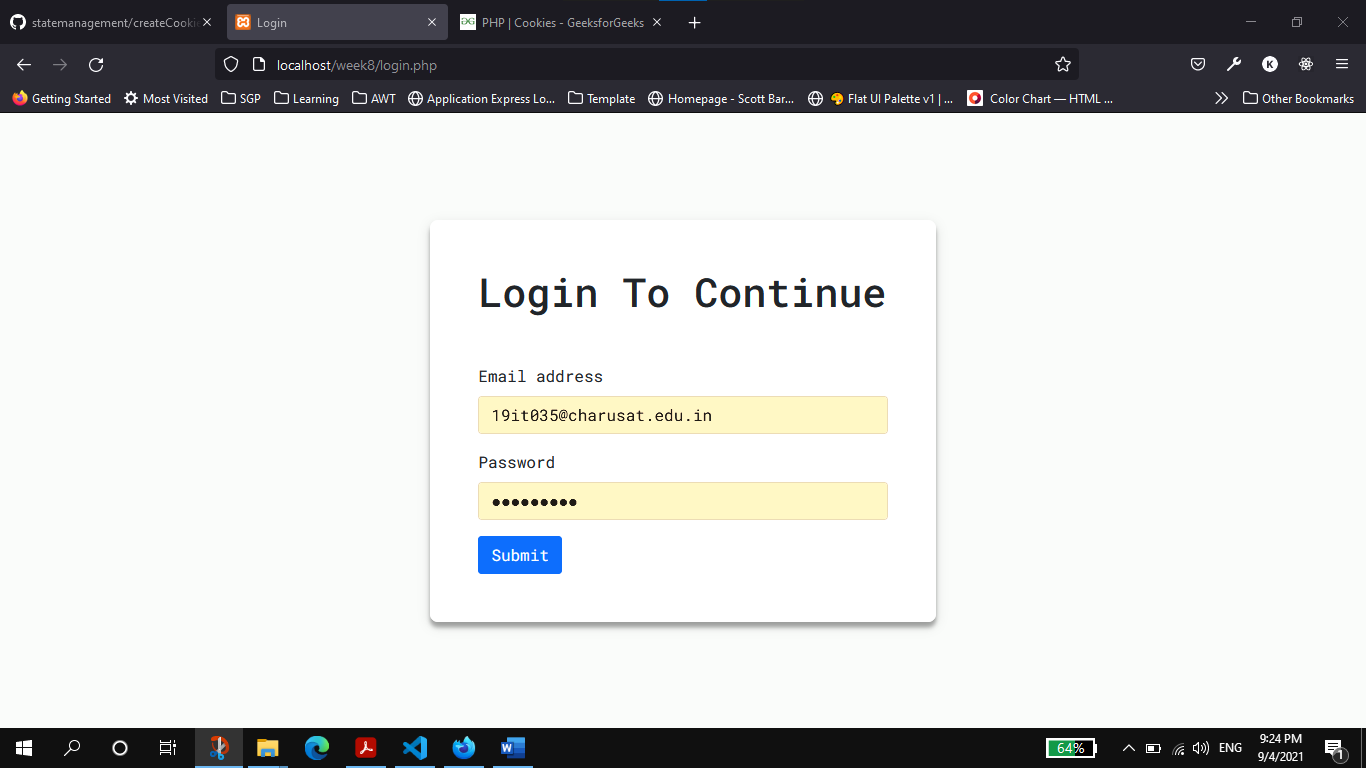 statemanagement/createCookie
Login
PHP | Cookies - GeeksforGeeks
localhost/week8/login.php
K
Getting Started
Most Visited
SGP
Learning
AWT
Application Express Lo...
Template
Homepage - Scott Bar...
Flat UI Palette v1 | ...
Color Chart — HTML ...
Other Bookmarks
Login To Continue
Email address
19it035@charusat.edu.in
Password
●●●●●●●●●
Submit
64%
ENG
9:24 PM
9/4/2021
1